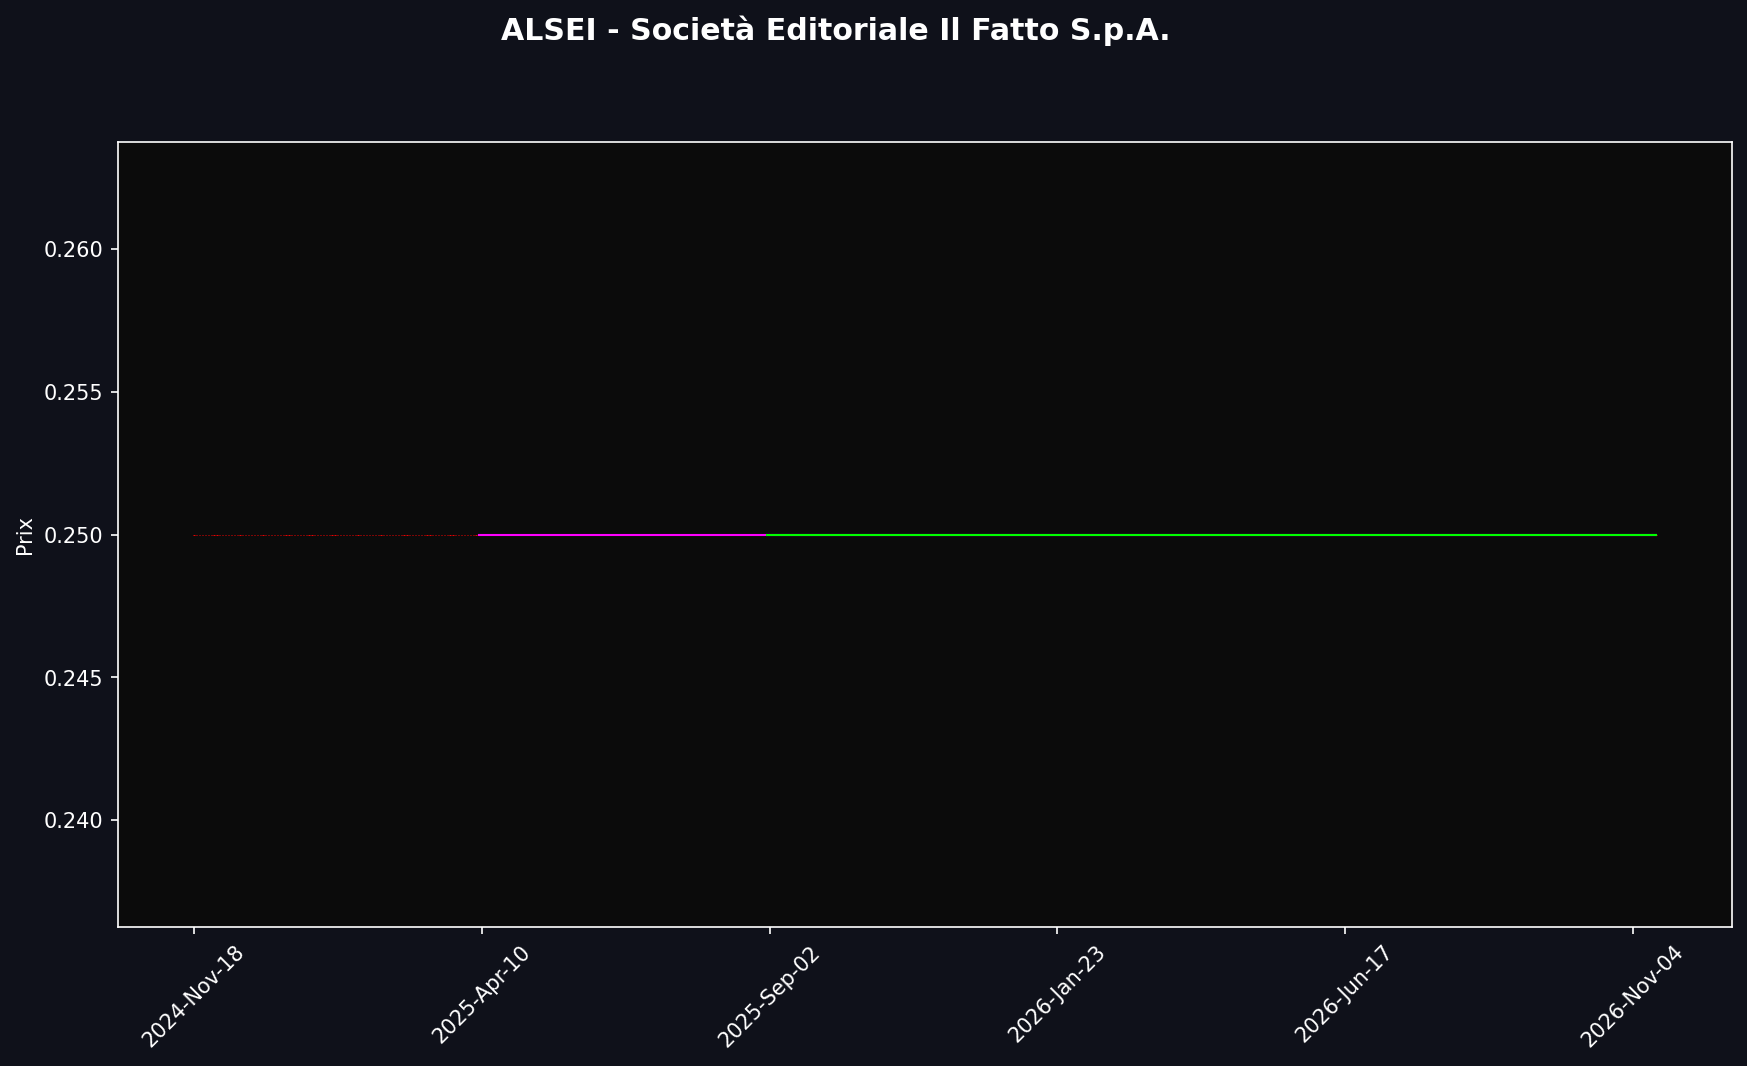 ALSEI - Società Editoriale Il Fatto S.p.A.
Prix
0.260
0.255
0.250
0.245
0.240
2024-Nov-18
2025-Apr-10
2025-Sep-02
2026-Jan-23
2026-Jun-17
2026-Nov-04